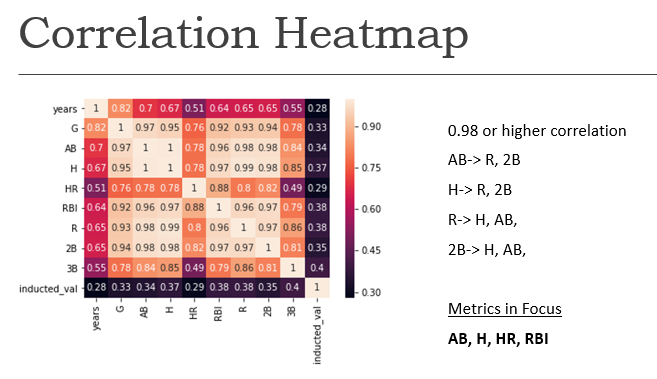 Correlation Heatmap
years 1 0.82 0.7 0.67 0.51 0.64 0.65 0.65 0.55 0.28
G 0.82 1 0.97 0.95 0.76 0.92 0.93 0.94 0.78 0.33
AB 0.7 0.97 1 1 0.78 0.96 0.98 0.98 0.84 0.34
H 0.67 0.95 1 1 0.78 0.97 0.99 0.98 0.85 0.37
HR 0.51 0.76 0.78 0.78 1 0.88 0.8 0.82 0.49 0.29
RBI 0.64 0.92 0.96 0.97 0.88 1 0.96 0.97 0.79 0.38
R 0.65 0.93 0.98 0.99 0.8 0.96 1 0.97 0.86 0.38
2B 0.65 0.94 0.98 0.98 0.82 0.97 0.97 1 0.81 0.35
3B 0.55 0.78 0.84 0.85 0.49 0.79 0.86 0.81 1 0.4
inducted_val 0.28 0.33 0.34 0.37 0.29 0.38 0.38 0.35 0.4 1
years G AB H HR RBI R 2B 3B inducted_val
0.90
0.75
0.60
0.45
0.30
0.98 or higher correlation
AB-> R, 2B
H-> R, 2B
R-> H, AB,
2B-> H, AB,
Metrics in Focus
AB, H, HR, RBI